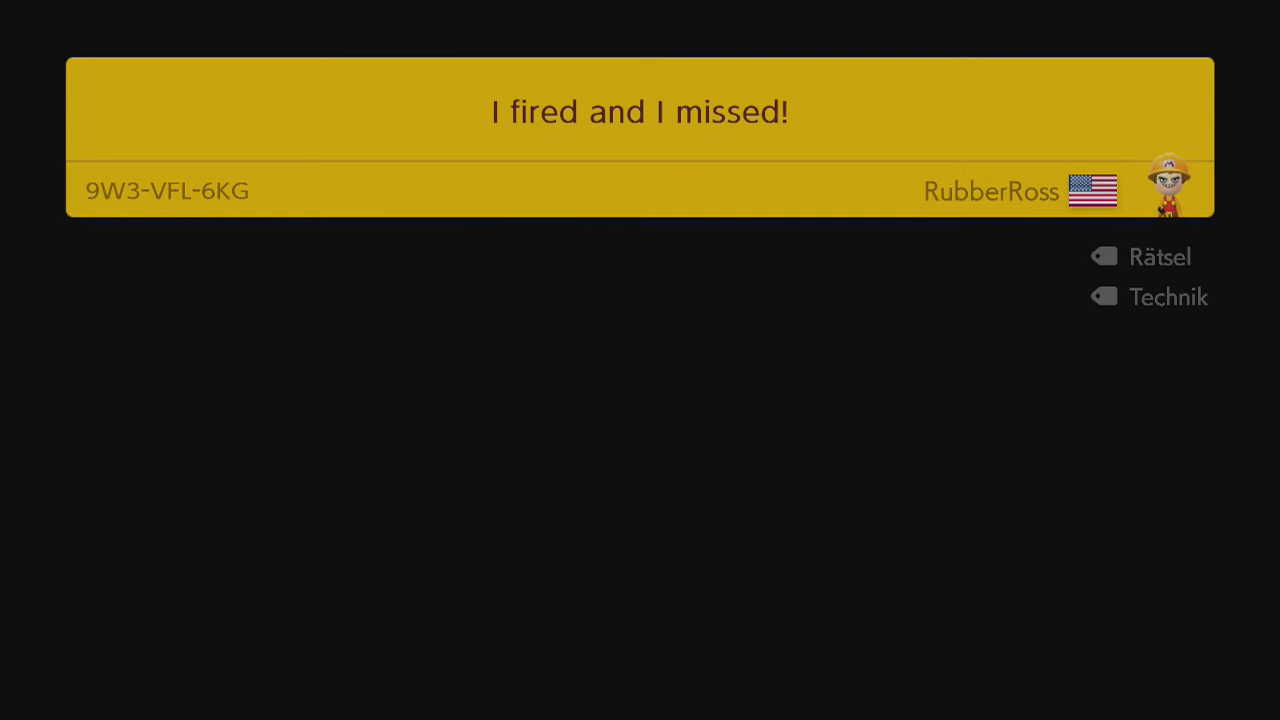 I fired and I missed!
9W3-VFL-6KG
RubberRoss
Rätsel
Technik